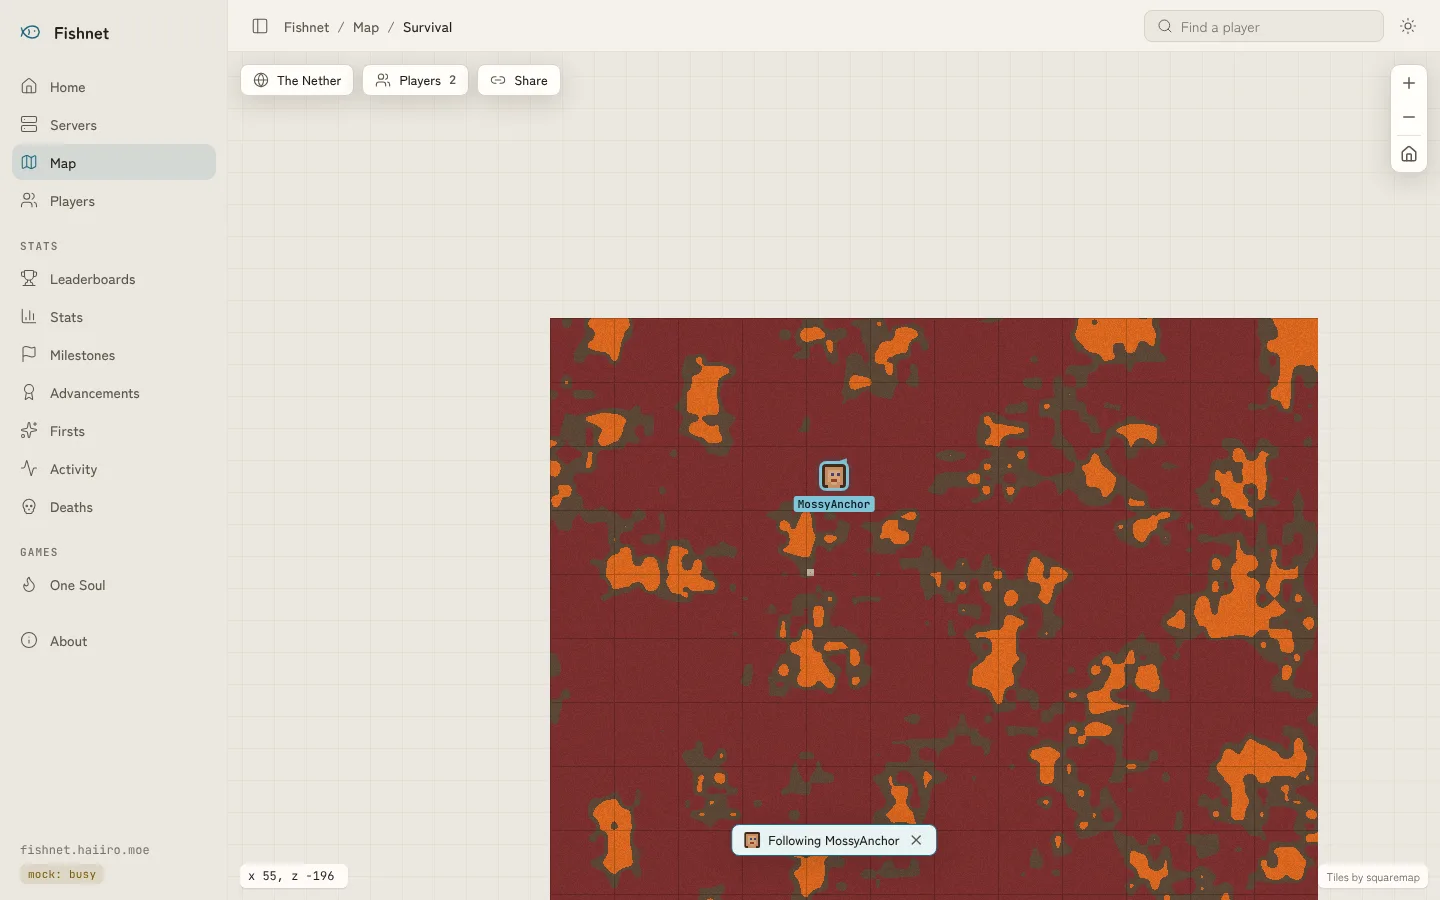 Fishnet
Fishnet / Map / Survival
Find a player
Home
Servers
Map
Players
STATS
Leaderboards
Stats
Milestones
Advancements
Firsts
Activity
Deaths
GAMES
One Soul
About
fishnet.haiiro.moe
mock: busy
The Nether
Players 2
Share
MossyAnchor
Following MossyAnchor
x 55, z -196
Tiles by squaremap